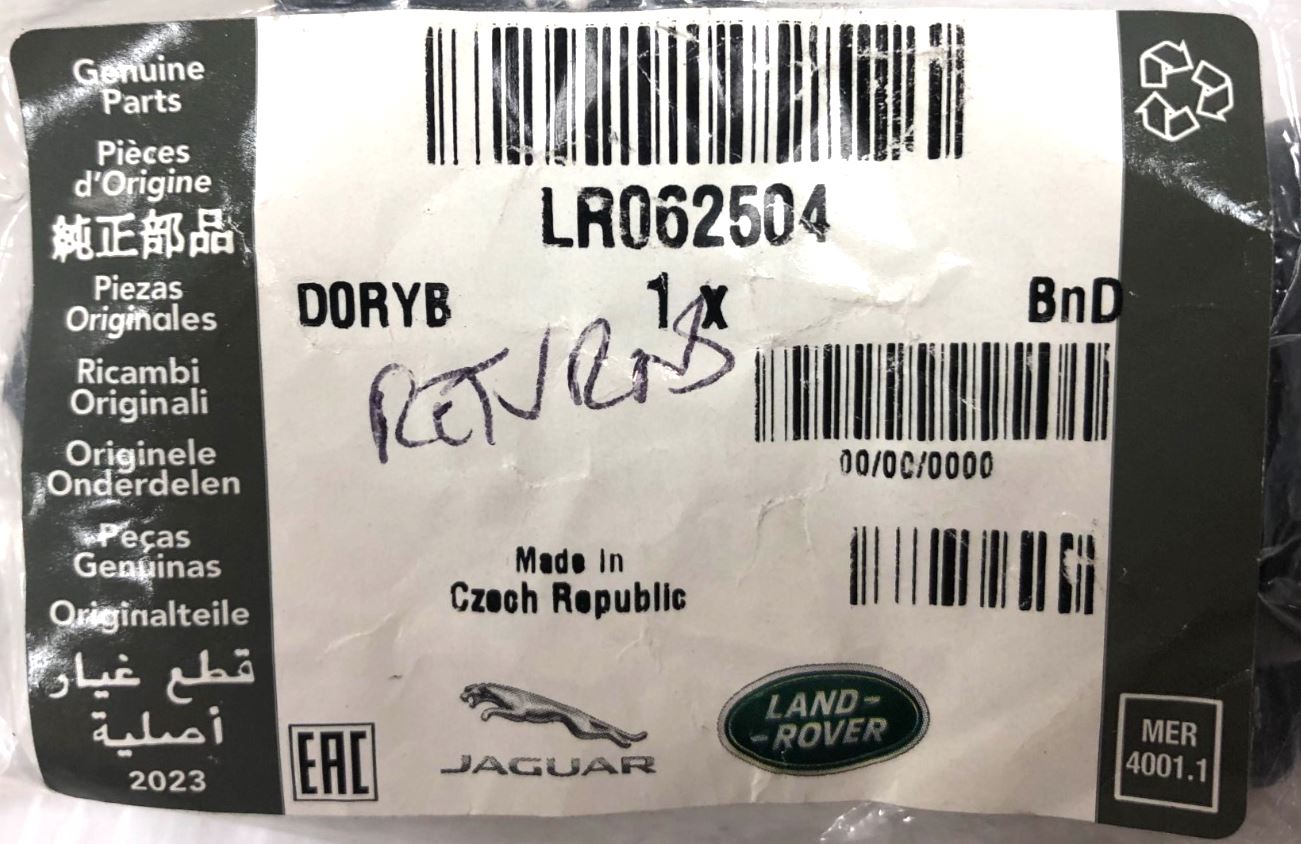 Genuine
Parts
Pièces
d'Origine
純正部品
Piezas
Originales
Ricambi
Originali
Originele
Onderdelen
Peças
Genuinas
Originalteile
قطع غيار
أصلية
2023
LR062504
DORYB 1 x BnD
RETURNS
00/00/0000
Made In
Czech Republic
EAC
JAGUAR
LAND-
-ROVER
MER
4001.1